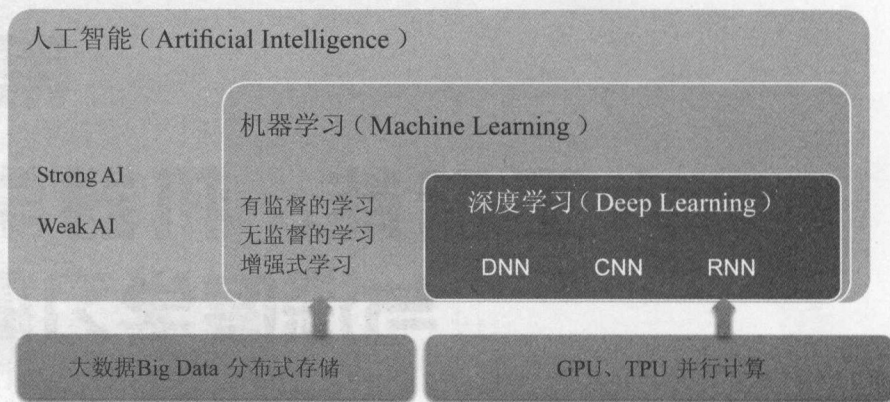 人工智能（Artificial Intelligence）
机器学习（Machine Learning）
Strong AI
Weak AI
有监督的学习
无监督的学习
增强式学习
深度学习（Deep Learning）
DNN CNN RNN
大数据Big Data 分布式存储
GPU、TPU 并行计算